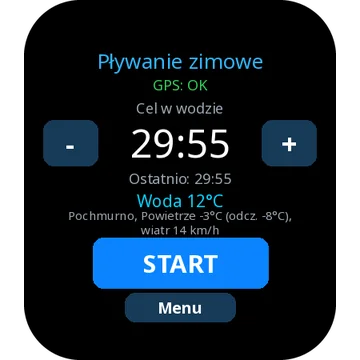 Pływanie zimowe
GPS: OK
Cel w wodzie
- 29:55 +
Ostatnio: 29:55
Woda 12°C
Pochmurno, Powietrze -3°C (odcz. -8°C),
wiatr 14 km/h
START
Menu